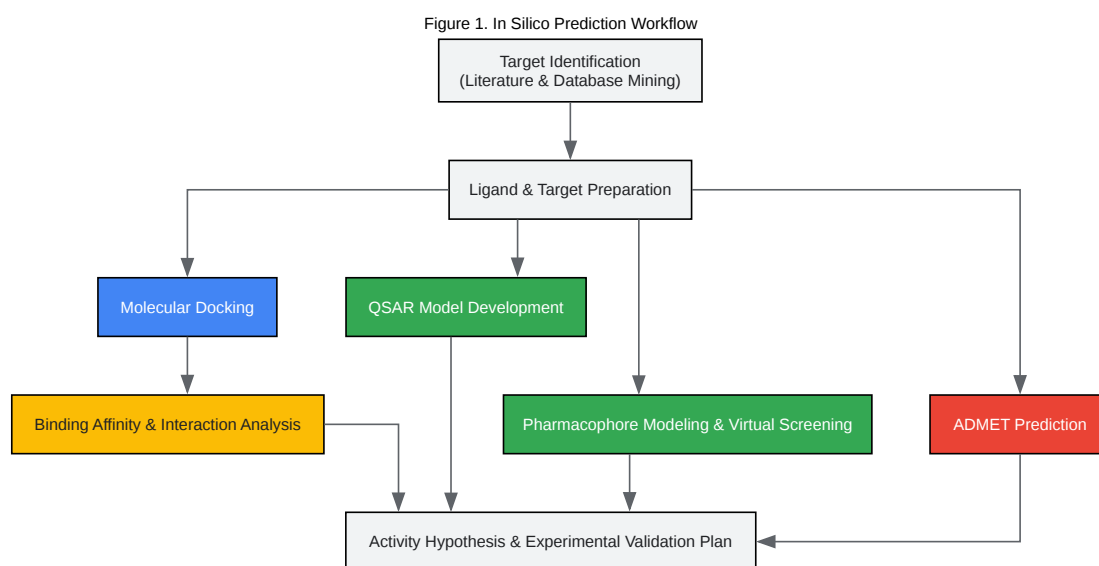 Figure 1. In Silico Prediction Workflow
Target Identification
(Literature & Database Mining)
Ligand & Target Preparation
Molecular Docking
QSAR Model Development
Binding Affinity & Interaction Analysis
Pharmacophore Modeling & Virtual Screening
ADMET Prediction
Activity Hypothesis & Experimental Validation Plan